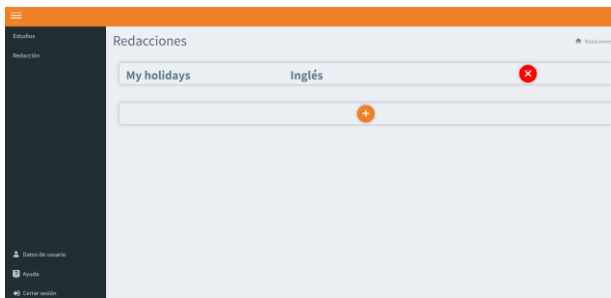 Estudios
Redacción
Redacciones
Redacciones
My holidays Inglés
Datos de usuario
Ayuda
Cerrar sesión